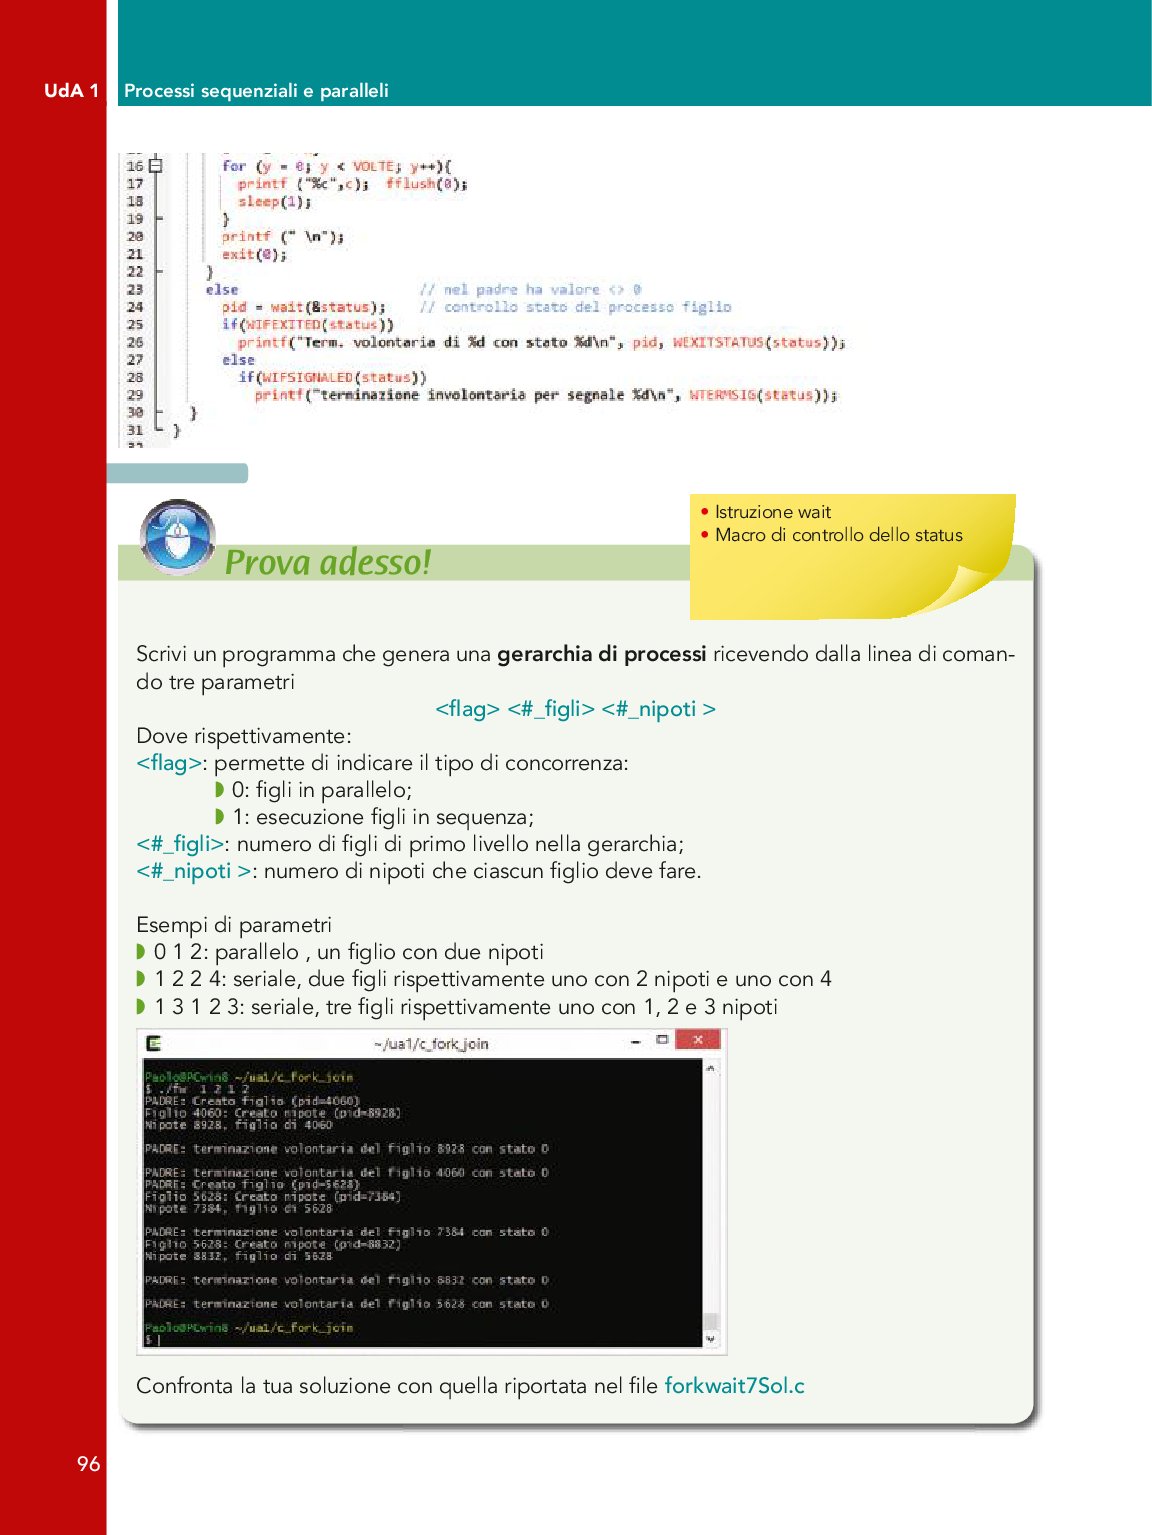 UdA 1 Processi sequenziali e paralleli
16 for (y = 0; y < VOLTE; y++){
17 printf ("%c",c); fflush(0);
18 sleep(1);
19 }
20 printf (" \n");
21 exit(0);
22 }
23 else // nel padre ha valore <> 0
24 pid = wait(&status); // controllo stato del processo figlio
25 if(WIFEXITED(status))
26 printf("Term. volontaria di %d con stato %d\n", pid, WEXITSTATUS(status));
27 else
28 if(WIFSIGNALED(status))
29 printf("terminazione involontaria per segnale %d\n", WTERMSIG(status));
30 }
31 }
• Istruzione wait
• Macro di controllo dello status
Prova adesso!
Scrivi un programma che genera una gerarchia di processi ricevendo dalla linea di coman-
do tre parametri
<flag> <#_figli> <#_nipoti >
Dove rispettivamente:
<flag>: permette di indicare il tipo di concorrenza:
◗ 0: figli in parallelo;
◗ 1: esecuzione figli in sequenza;
<#_figli>: numero di figli di primo livello nella gerarchia;
<#_nipoti >: numero di nipoti che ciascun figlio deve fare.
Esempi di parametri
◗ 0 1 2: parallelo , un figlio con due nipoti
◗ 1 2 2 4: seriale, due figli rispettivamente uno con 2 nipoti e uno con 4
◗ 1 3 1 2 3: seriale, tre figli rispettivamente uno con 1, 2 e 3 nipoti
~/ua1/c_fork_join
Paolo@PCwin8 ~/ua1/c_fork_join
$ ./fw 1 2 1 2
PADRE: Creato figlio (pid=4060)
Figlio 4060: Creato nipote (pid=8928)
Nipote 8928, figlio di 4060
PADRE: terminazione volontaria del figlio 8928 con stato 0
PADRE: terminazione volontaria del figlio 4060 con stato 0
PADRE: Creato figlio (pid=5628)
Figlio 5628: Creato nipote (pid=7384)
Nipote 7384, figlio di 5628
PADRE: terminazione volontaria del figlio 7384 con stato 0
Figlio 5628: Creato nipote (pid=8832)
Nipote 8832, figlio di 5628
PADRE: terminazione volontaria del figlio 8832 con stato 0
PADRE: terminazione volontaria del figlio 5628 con stato 0
Paolo@PCwin8 ~/ua1/c_fork_join
$
Confronta la tua soluzione con quella riportata nel file forkwait7Sol.c
96